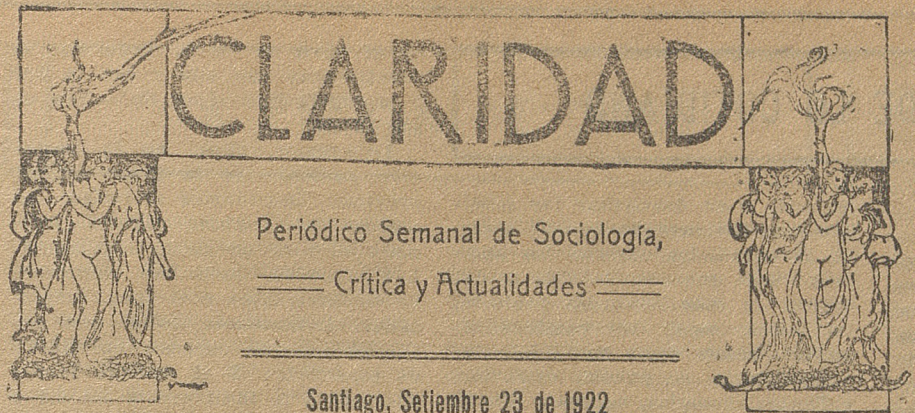 CLARIDAD
Periódico Semanal de Sociología,
Crítica y Actualidades
Santiago, Setiembre 23 de 1922